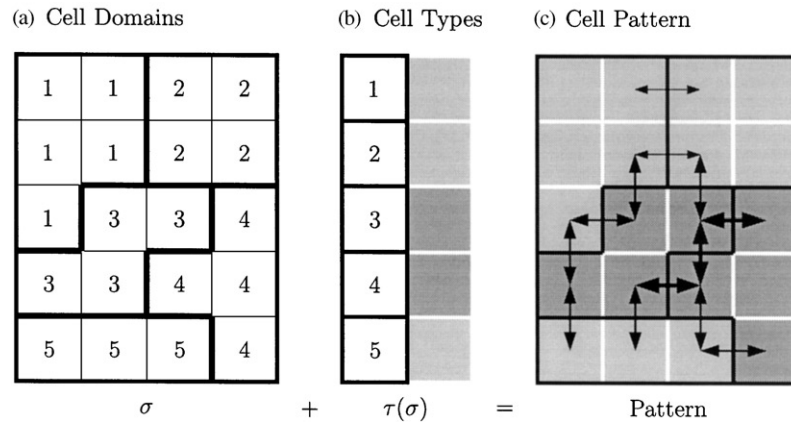 (a) Cell Domains (b) Cell Types (c) Cell Pattern
1 1 2 2 1
1 1 2 2 2
1 3 3 4 3
3 3 4 4 4
5 5 5 4 5
σ + τ(σ) = Pattern